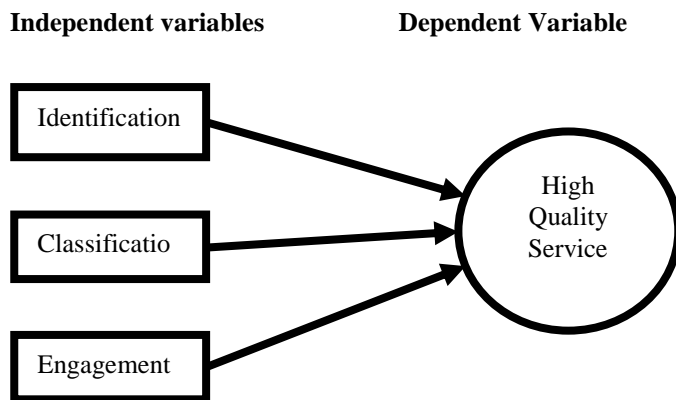 Independent variables Dependent Variable
Identification
Classificatio
Engagement
High
Quality
Service